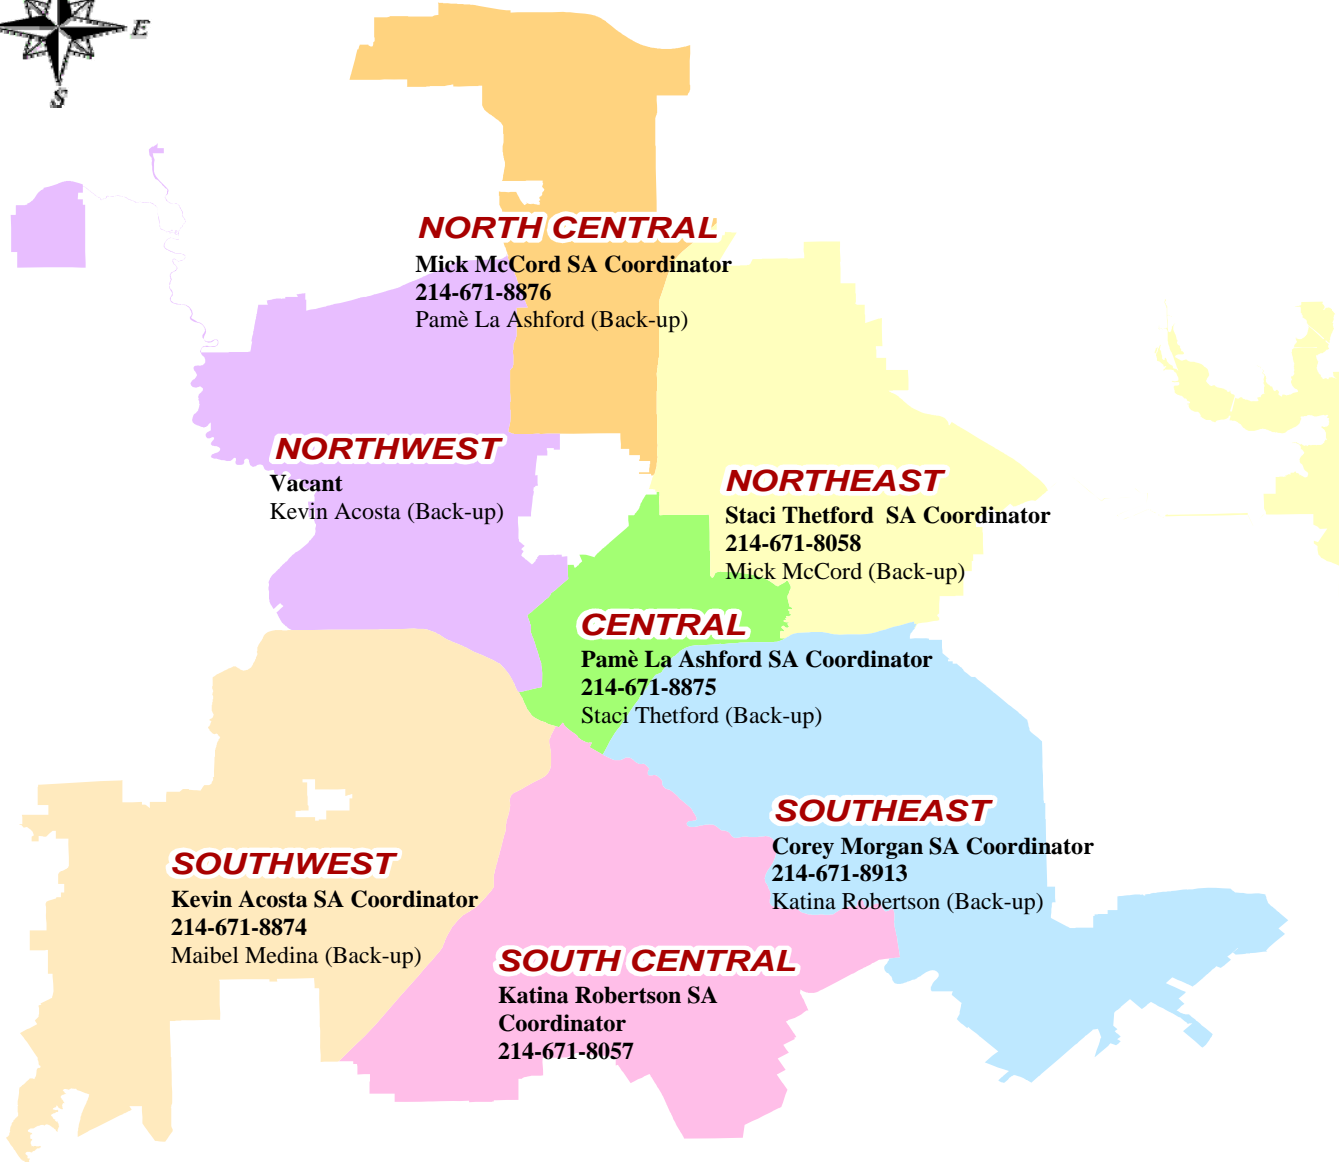 E
S
NORTH CENTRAL
Mick McCord SA Coordinator
214-671-8876
Pamè La Ashford (Back-up)
NORTHWEST
Vacant
Kevin Acosta (Back-up)
NORTHEAST
Staci Thetford SA Coordinator
214-671-8058
Mick McCord (Back-up)
CENTRAL
Pamè La Ashford SA Coordinator
214-671-8875
Staci Thetford (Back-up)
SOUTHEAST
Corey Morgan SA Coordinator
214-671-8913
Katina Robertson (Back-up)
SOUTHWEST
Kevin Acosta SA Coordinator
214-671-8874
Maibel Medina (Back-up)
SOUTH CENTRAL
Katina Robertson SA
Coordinator
214-671-8057